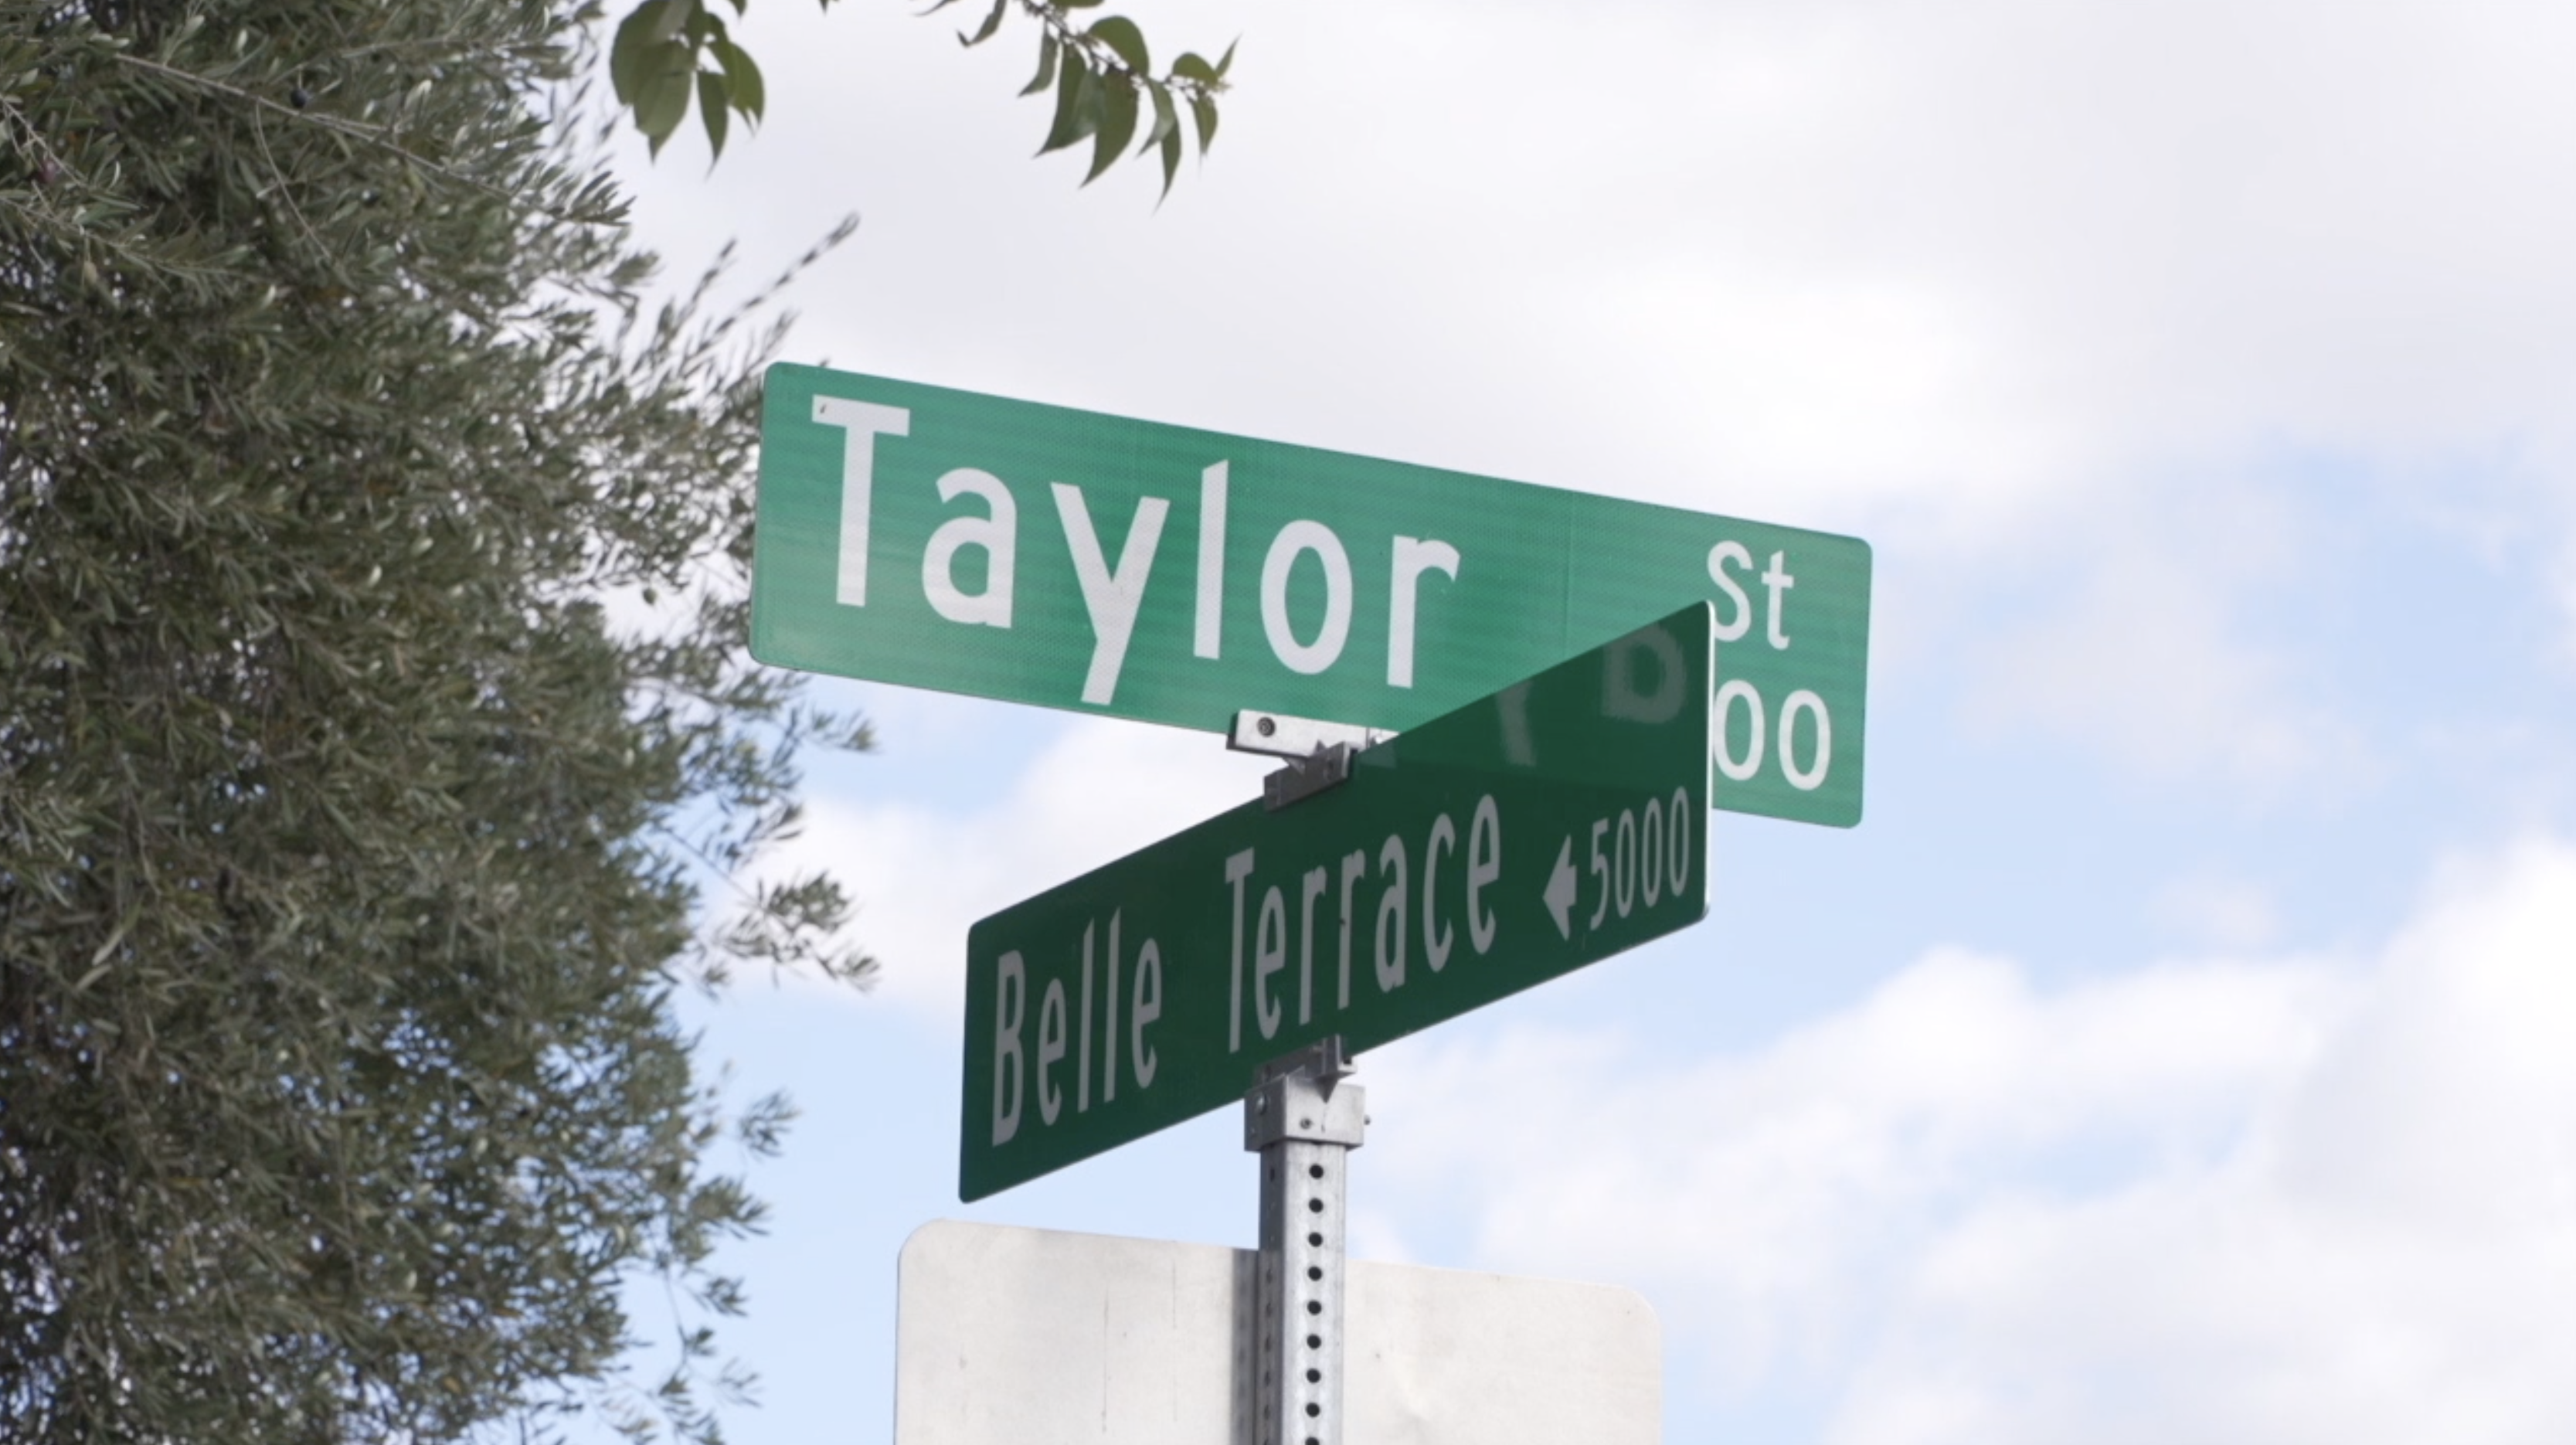 Taylor St
00
Belle Terrace ←5000